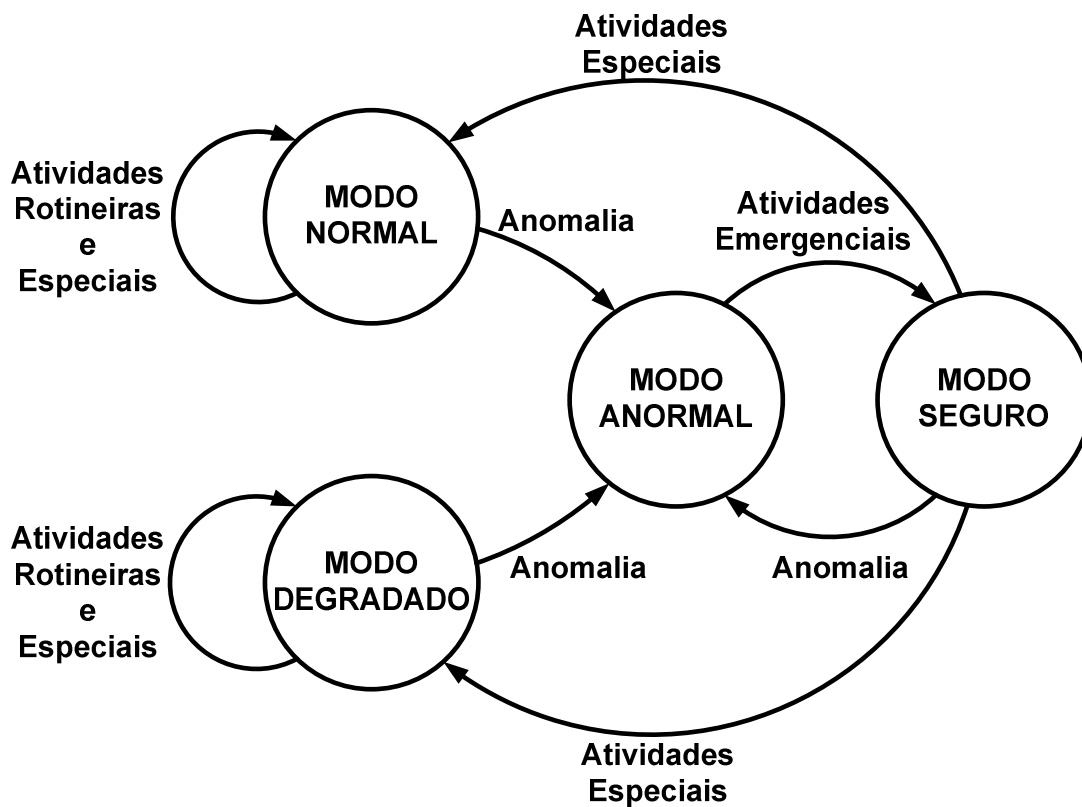 Atividades
Especiais
Atividades
Rotineiras
e
Especiais
MODO
NORMAL
Anomalia
Atividades
Emergenciais
MODO
ANORMAL
MODO
SEGURO
Atividades
Rotineiras
e
Especiais
MODO
DEGRADADO
Anomalia
Anomalia
Atividades
Especiais